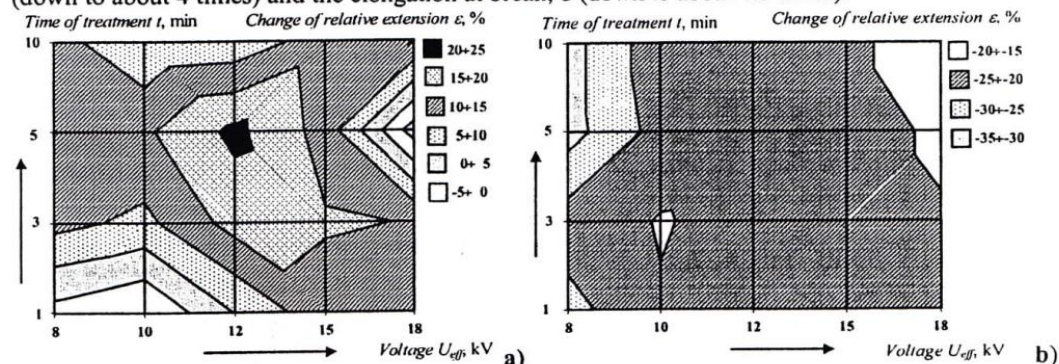 (down to about 4 times) and the elongation at break,
Time of treatment t, min Change of relative extension ε, %
10
5
3
1
8 10 12 15 18
20÷25
15÷20
10÷15
5÷10
0÷ 5
-5÷ 0
Voltage Ueff, kV a)
Time of treatment t, min Change of relative extension ε, %
10
5
3
1
8 10 12 15 18
-20÷-15
-25÷-20
-30÷-25
-35÷-30
Voltage Ueff, kV b)